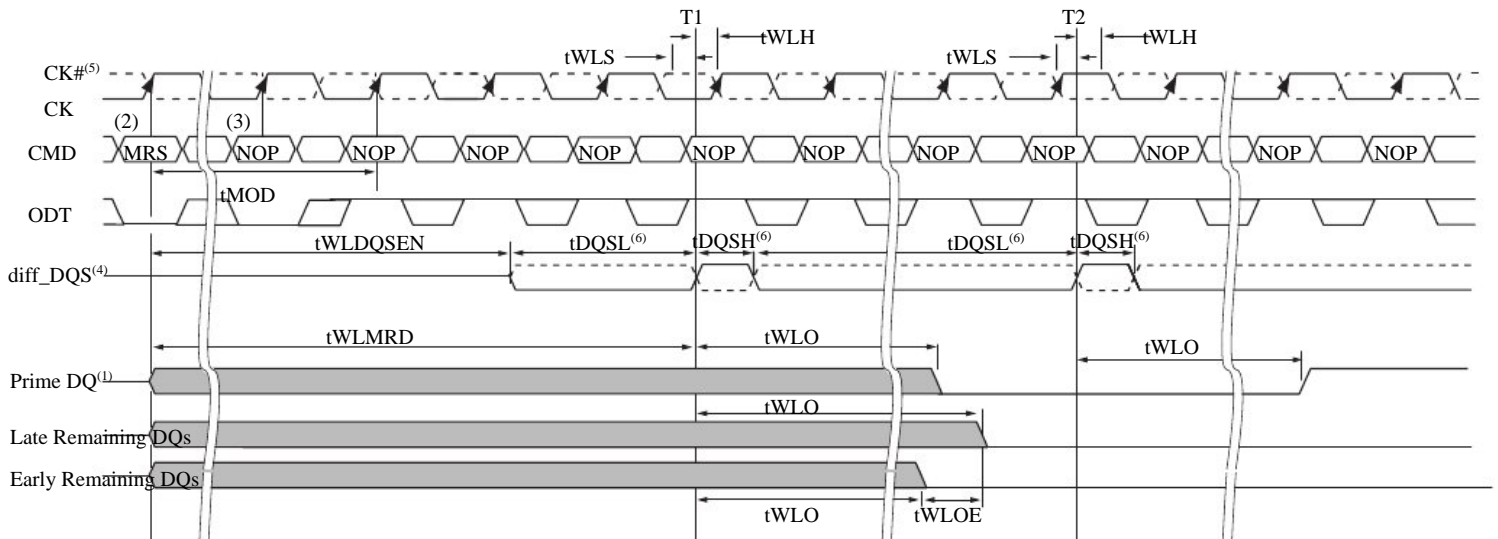 T1 T2
tWLH tWLH
tWLS tWLS
CK#(5)
CK
(2) (3)
CMD MRS NOP NOP NOP NOP NOP NOP NOP NOP NOP NOP NOP
tMOD
ODT
tWLDQSEN tDQSL(6) tDQSH(6) tDQSL(6) tDQSH(6)
diff_DQS(4)
tWLMRD tWLO tWLO
Prime DQ(1)
tWLO
Late Remaining DQs
Early Remaining DQs
tWLO tWLOE